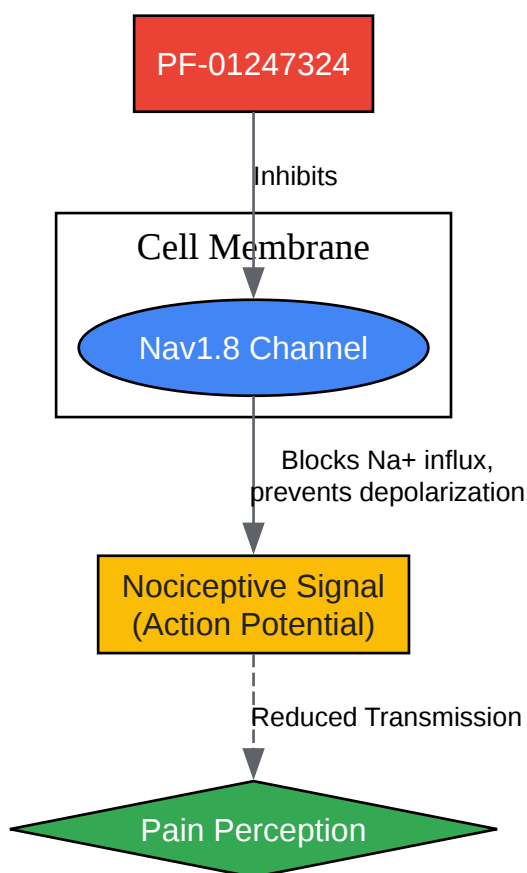 PF-01247324
Inhibits
Cell Membrane
Nav1.8 Channel
Blocks Na+ influx,
prevents depolarization
Nociceptive Signal
(Action Potential)
Reduced Transmission
Pain Perception